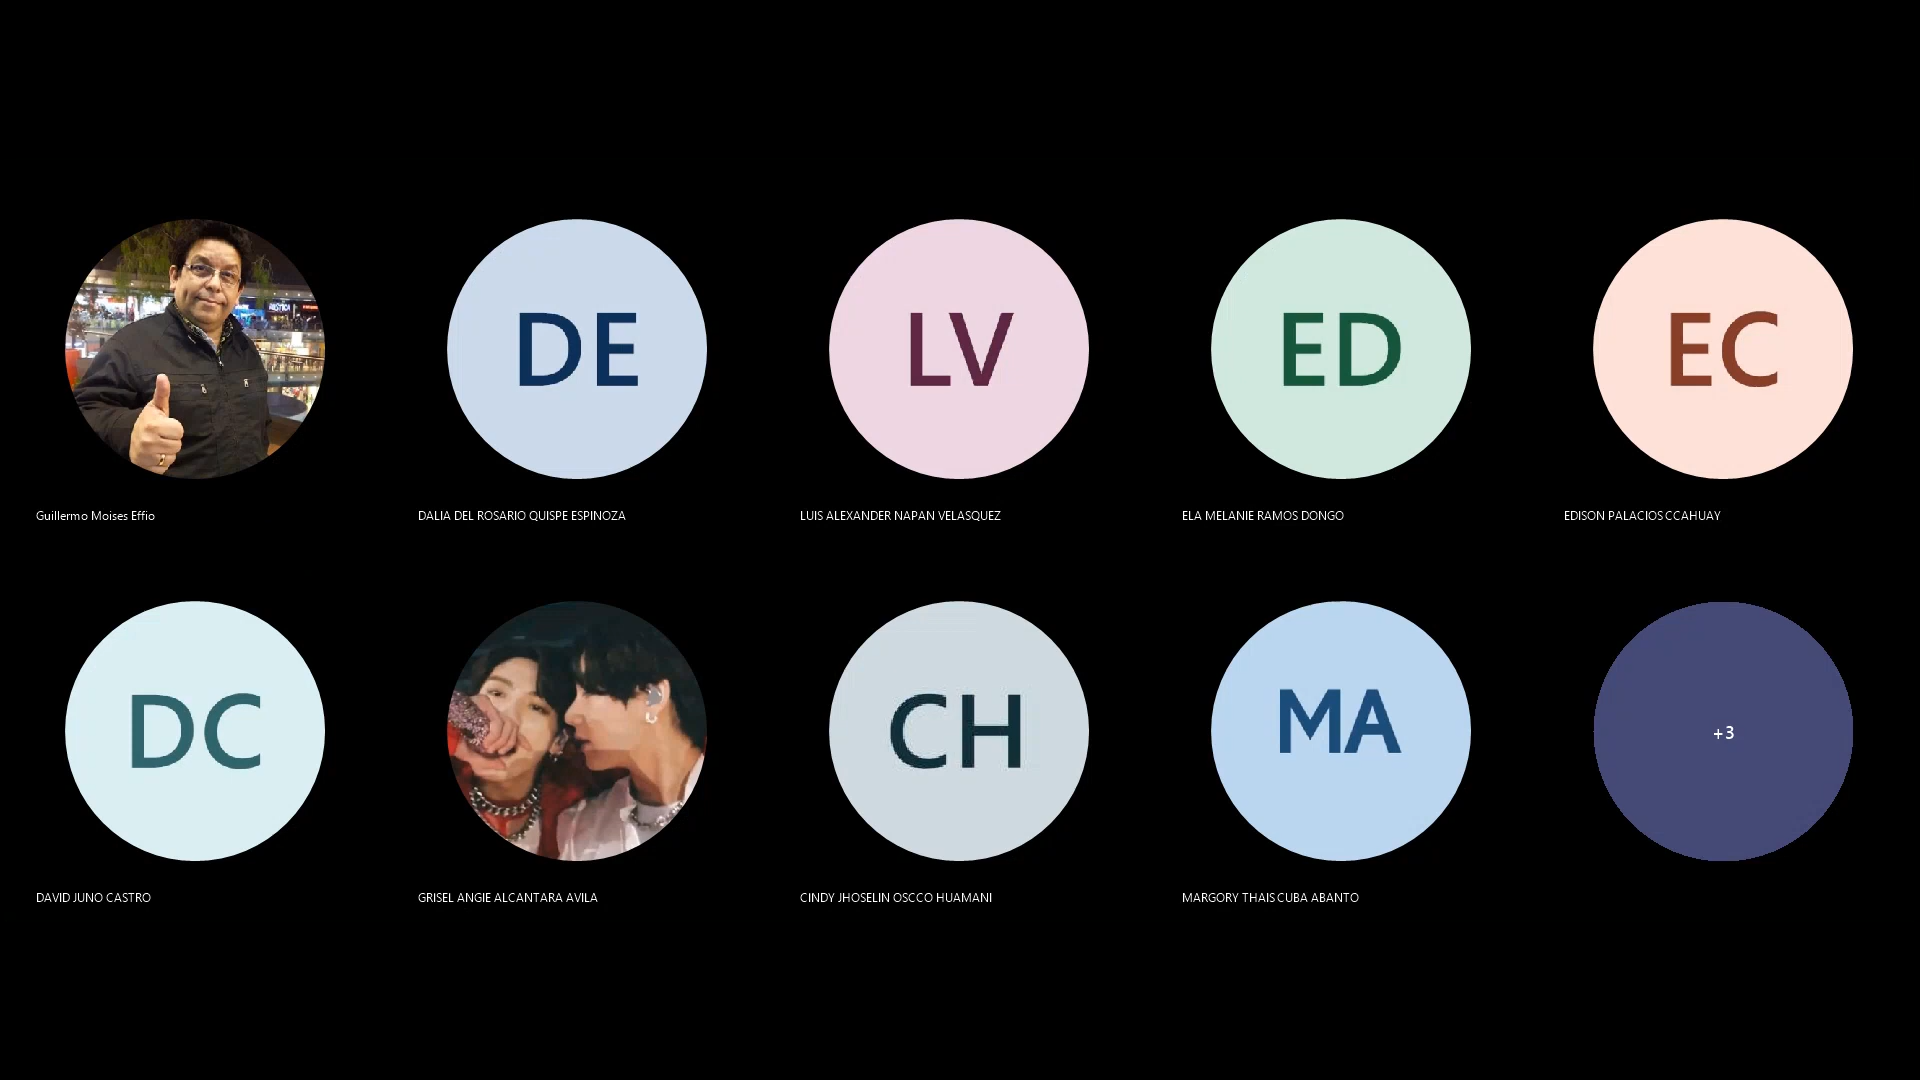 Guillermo Moises Effio
DE
DALIA DEL ROSARIO QUISPE ESPINOZA
LV
LUIS ALEXANDER NAPAN VELASQUEZ
ED
ELA MELANIE RAMOS DONGO
EC
EDISON PALACIOS CCAHUAY
DC
DAVID JUNO CASTRO
GRISEL ANGIE ALCANTARA AVILA
CH
CINDY JHOSELIN OSCCO HUAMANI
MA
MARGORY THAIS CUBA ABANTO
+3